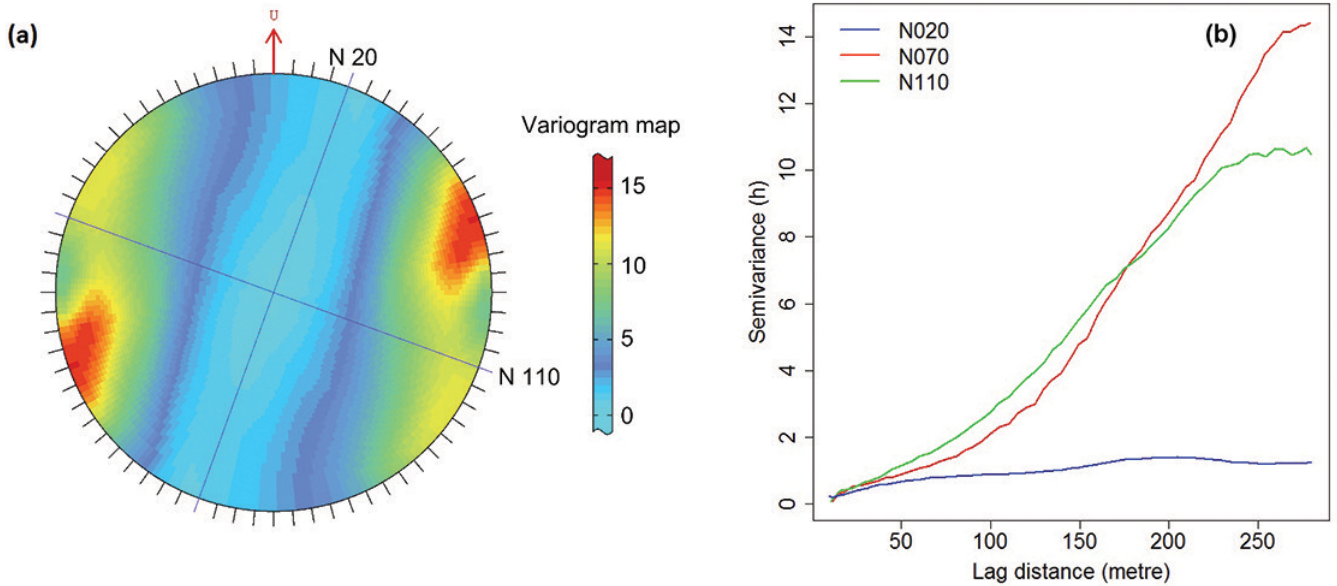 (a)
U
N 20
Variogram map
15
10
5
0
N 110
(b)
N020
N070
N110
14
12
10
8
6
4
2
0
Semivariance (h)
50 100 150 200 250
Lag distance (metre)